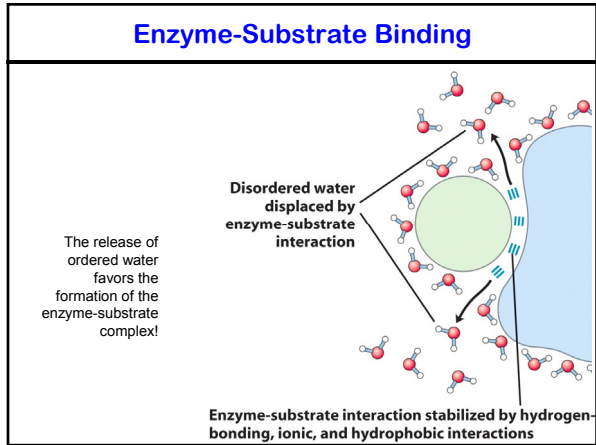 Enzyme-Substrate Binding
Disordered water
displaced by
enzyme-substrate
interaction
The release of
ordered water
favors the
formation of the
enzyme-substrate
complex!
Enzyme-substrate interaction stabilized by hydrogen-
bonding, ionic, and hydrophobic interactions